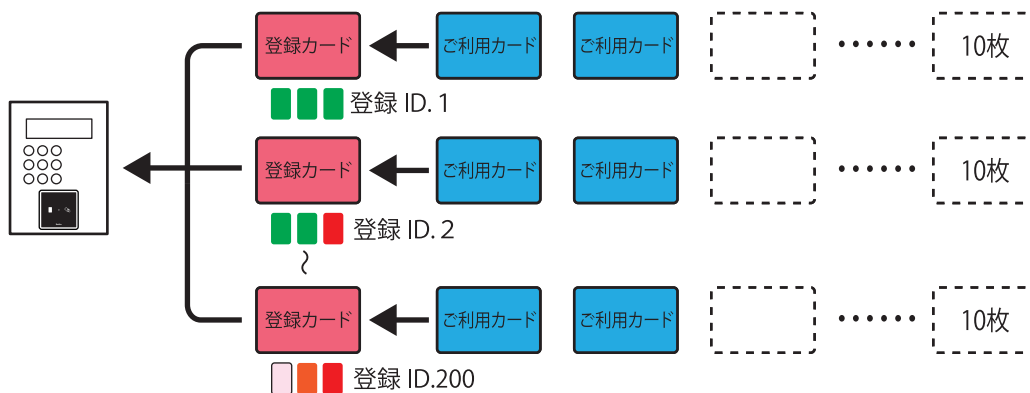 登録カード ご利用カード ご利用カード ・・・・・・ 10枚
登録 ID. 1
登録カード ご利用カード ご利用カード ・・・・・・ 10枚
登録 ID. 2
～
登録カード ご利用カード ご利用カード ・・・・・・ 10枚
登録 ID.200